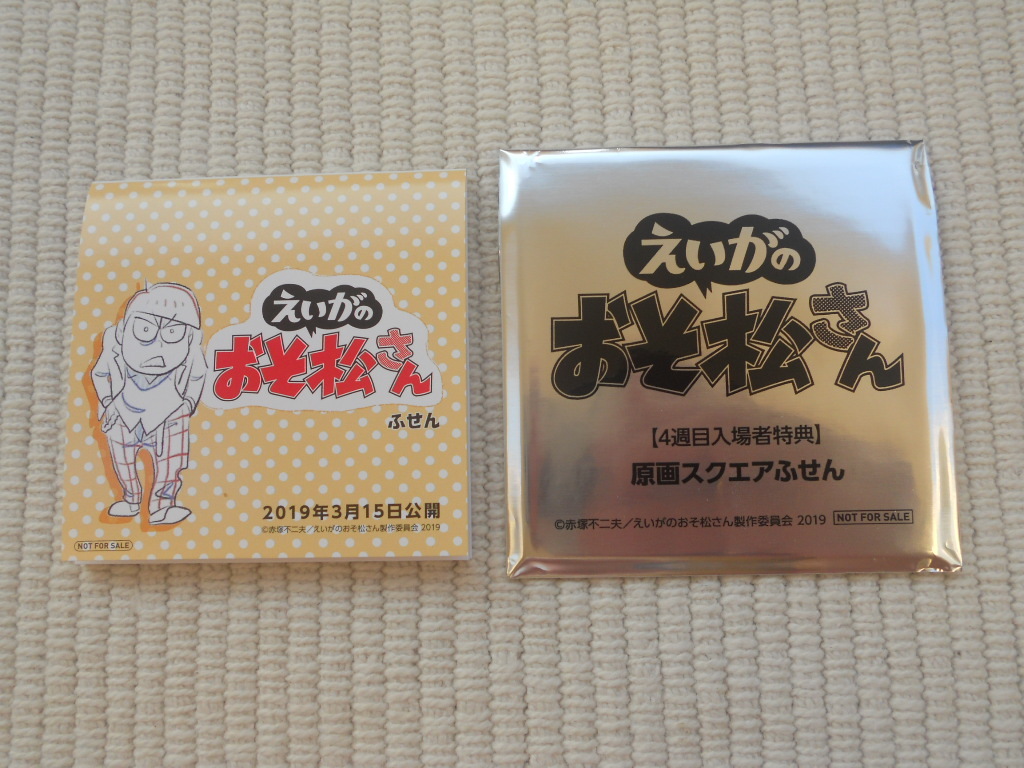 えいがの
おそ松さん
ふせん
2019年3月15日公開
©赤塚不二夫／えいがのおそ松さん製作委員会 2019
NOT FOR SALE
えいがの
おそ松さん
【4週目入場者特典】
原画スクエアふせん
©赤塚不二夫／えいがのおそ松さん製作委員会 2019 NOT FOR SALE